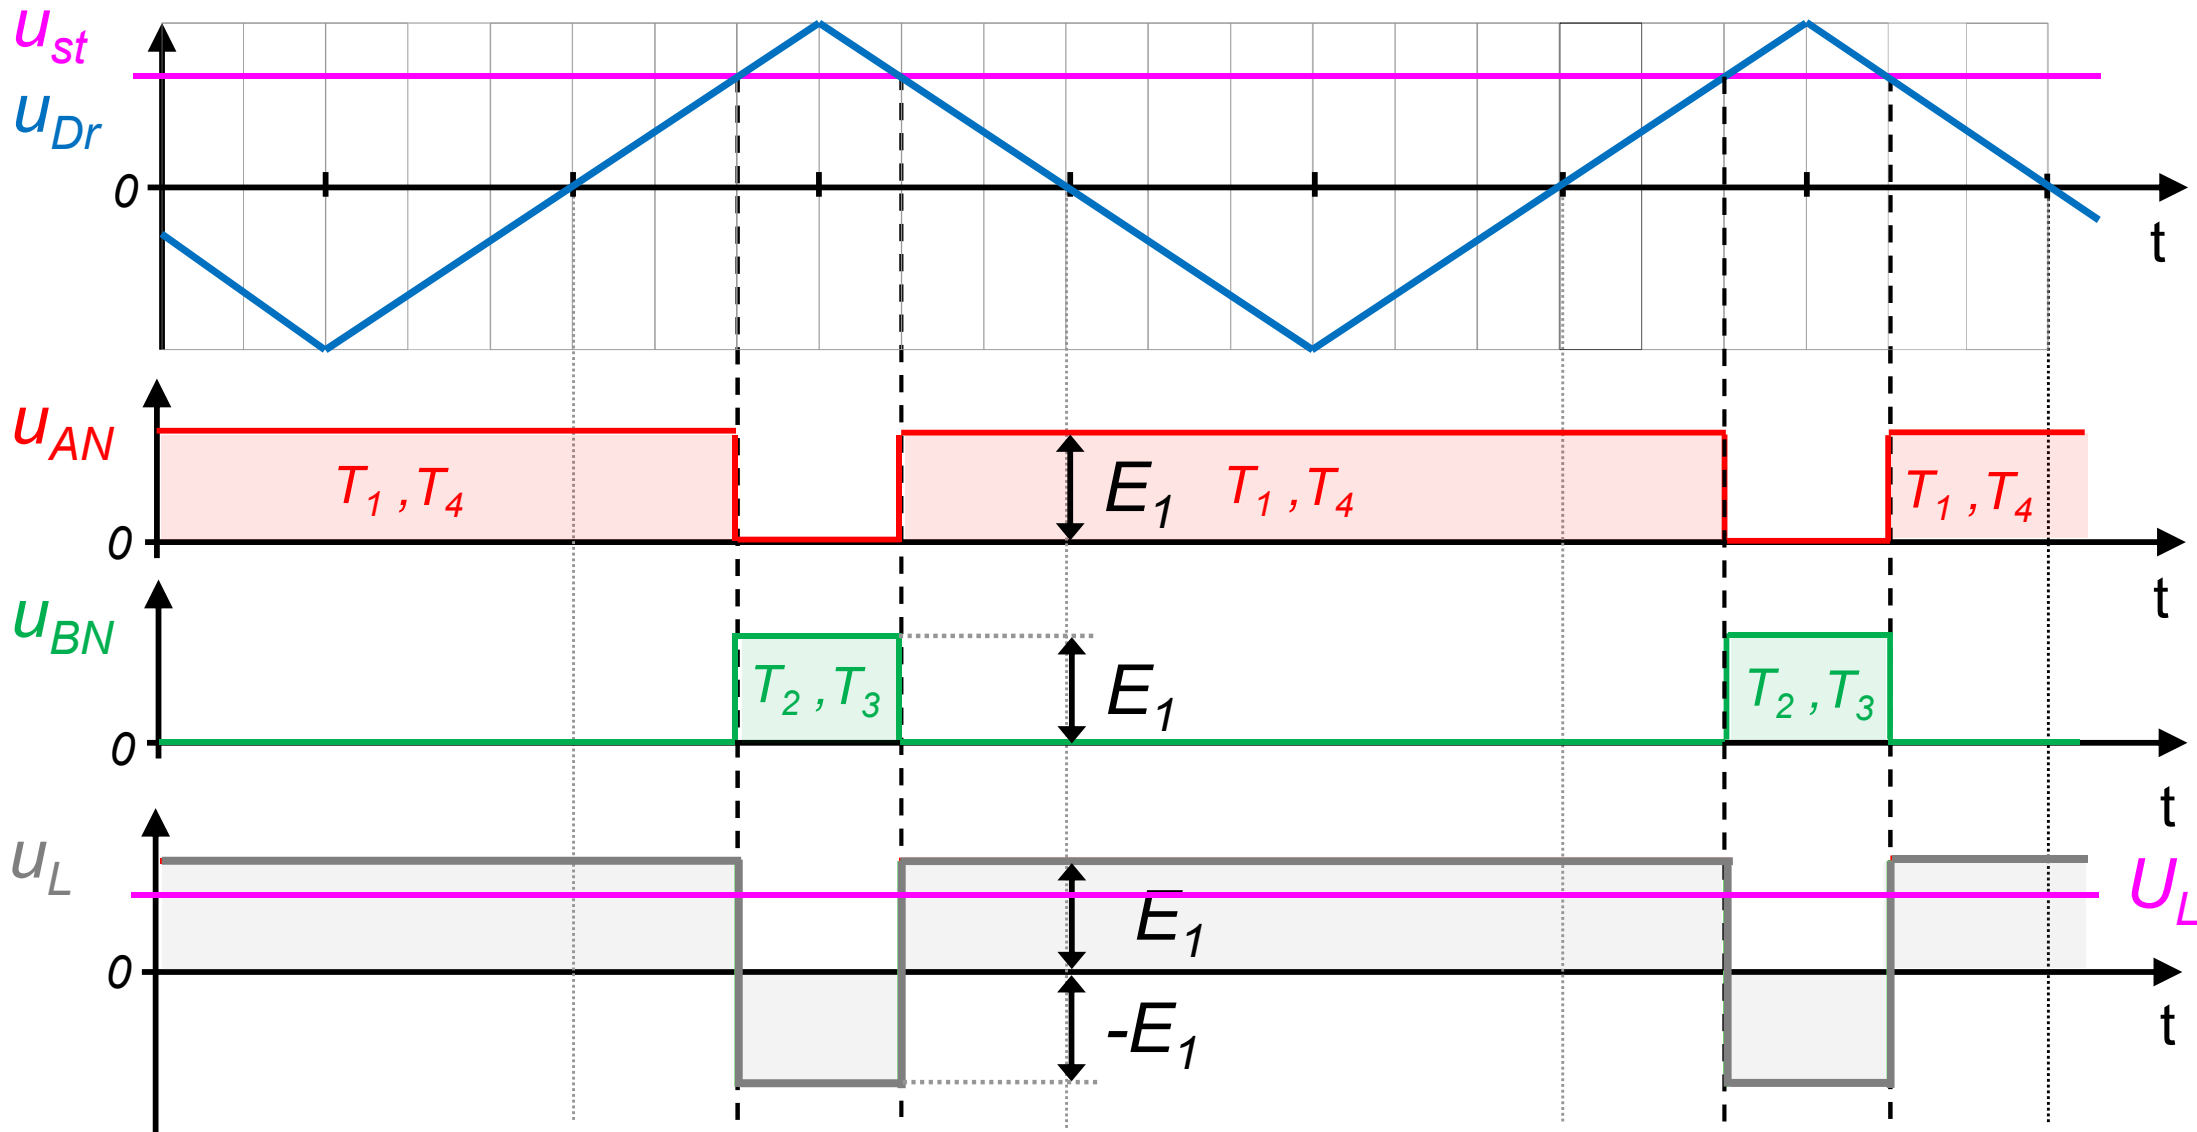 u_st
u_Dr
0
t
u_AN
T_1 , T_4
E_1
T_1 , T_4
T_1 , T_4
0
t
u_BN
T_2 , T_3
E_1
T_2 , T_3
0
t
u_L
E_1
U_L
0
-E_1
t